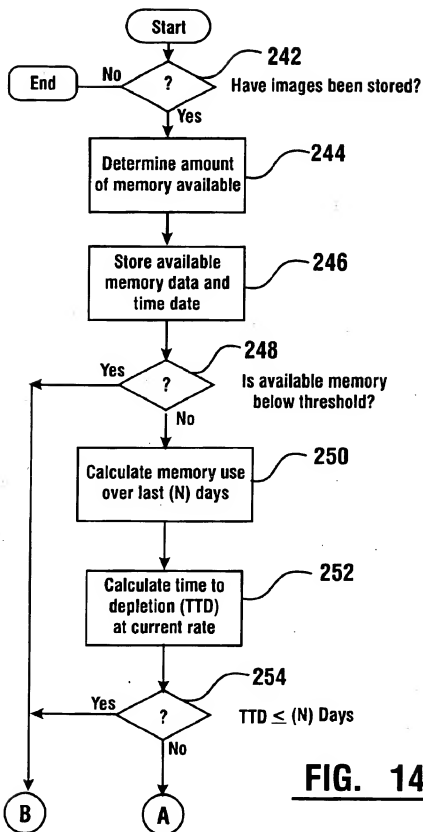 Start
242
No
?
Have images been stored?
End
Yes
244
Determine amount
of memory available
246
Store available
memory data and
time date
248
Yes
?
Is available memory
below threshold?
No
250
Calculate memory use
over last (N) days
252
Calculate time to
depletion (TTD)
at current rate
254
Yes
?
TTD ≤ (N) Days
No
B
A
FIG. 14